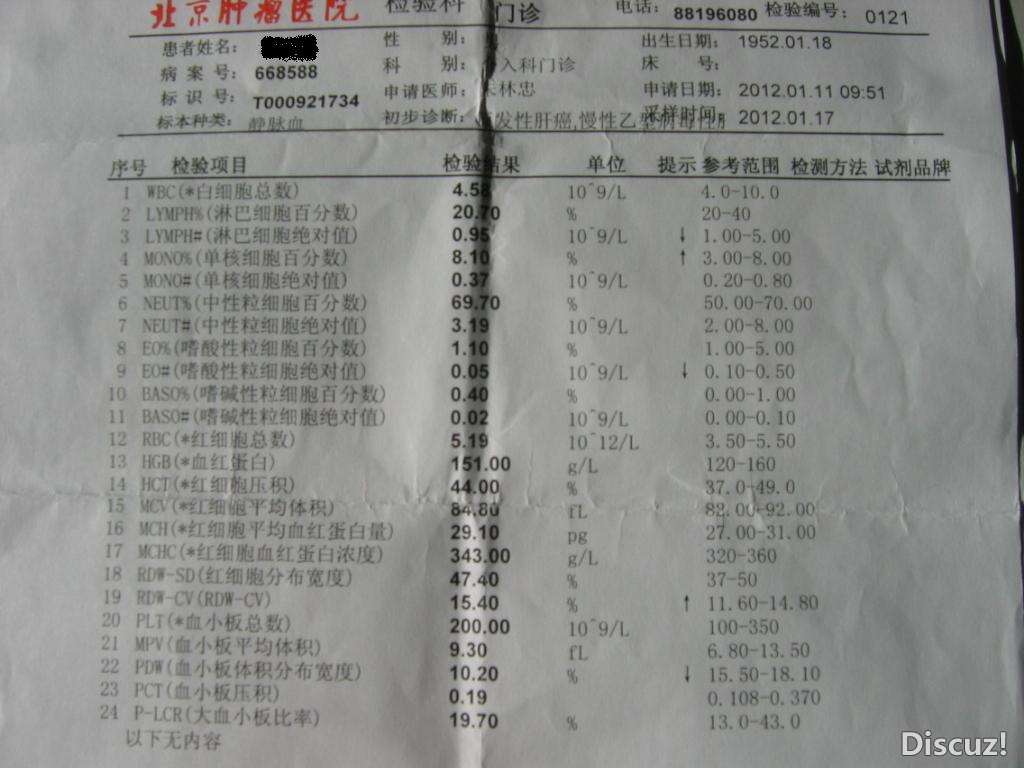 北京肿瘤医院 检验科 门诊 电话: 88196080 检验编号: 0121
患者姓名: 性 别: 出生日期: 1952.01.18
病 案 号: 668588 科 别: 介入科门诊 床 号:
标 识 号: T000921734 申请医师: 朱林忠 申请日期: 2012.01.11 09:51
标本种类: 静脉血 初步诊断: 发性肝癌,慢性乙型病毒性 采样时间: 2012.01.17
序号 检验项目 检验结果 单位 提示 参考范围 检测方法 试剂品牌
1 WBC(*白细胞总数) 4.58 10^9/L 4.0-10.0
2 LYMPH%(淋巴细胞百分数) 20.70 % 20-40
3 LYMPH#(淋巴细胞绝对值) 0.95 10^9/L ↓ 1.00-5.00
4 MONO%(单核细胞百分数) 8.10 % ↑ 3.00-8.00
5 MONO#(单核细胞绝对值) 0.37 10^9/L 0.20-0.80
6 NEUT%(中性粒细胞百分数) 69.70 % 50.00-70.00
7 NEUT#(中性粒细胞绝对值) 3.19 10^9/L 2.00-8.00
8 EO%(嗜酸性粒细胞百分数) 1.10 % 1.00-5.00
9 EO#(嗜酸性粒细胞绝对值) 0.05 10^9/L ↓ 0.10-0.50
10 BASO%(嗜碱性粒细胞百分数) 0.40 % 0.00-1.00
11 BASO#(嗜碱性粒细胞绝对值) 0.02 10^9/L 0.00-0.10
12 RBC(*红细胞总数) 5.19 10^12/L 3.50-5.50
13 HGB(*血红蛋白) 151.00 g/L 120-160
14 HCT(*红细胞压积) 44.00 % 37.0-49.0
15 MCV(*红细胞平均体积) 84.80 fL 82.00-92.00
16 MCH(*红细胞平均血红蛋白量) 29.10 pg 27.00-31.00
17 MCHC(*红细胞血红蛋白浓度) 343.00 g/L 320-360
18 RDW-SD(红细胞分布宽度) 47.40 % 37-50
19 RDW-CV(RDW-CV) 15.40 % ↑ 11.60-14.80
20 PLT(*血小板总数) 200.00 10^9/L 100-350
21 MPV(血小板平均体积) 9.30 fL 6.80-13.50
22 PDW(血小板体积分布宽度) 10.20 % ↓ 15.50-18.10
23 PCT(血小板压积) 0.19 0.108-0.370
24 P-LCR(大血小板比率) 19.70 % 13.0-43.0
以下无内容
Discuz!